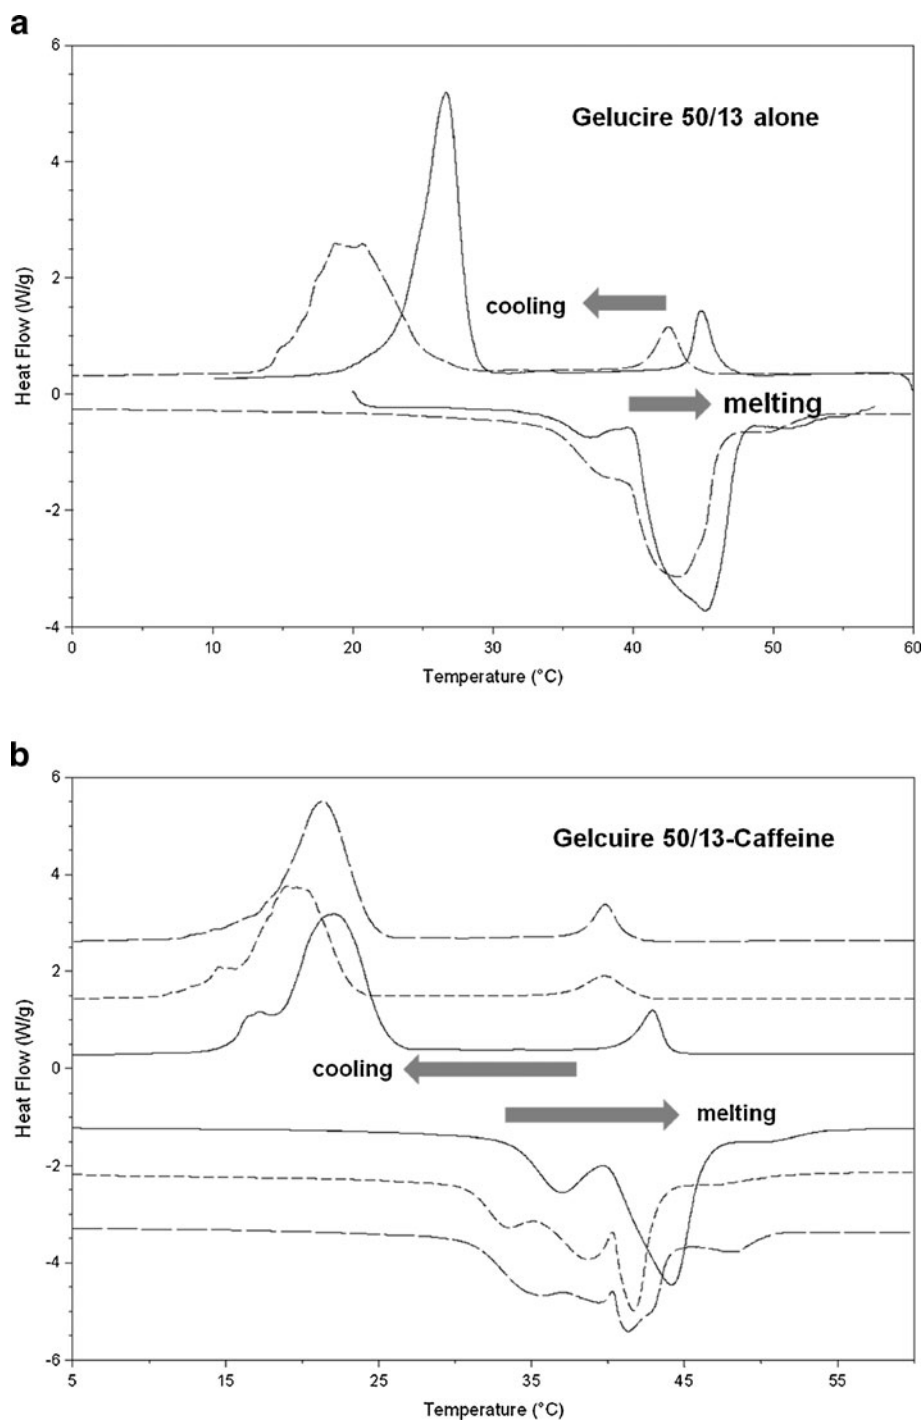 a
6
Gelucire 50/13 alone
4
2
cooling
0
melting
-2
-4
Heat Flow (W/g)
0 10 20 30 40 50 60
Temperature (°C)
b
6
Gelcuire 50/13-Caffeine
4
2
0
cooling
melting
-2
-4
-6
Heat Flow (W/g)
5 15 25 35 45 55
Temperature (°C)